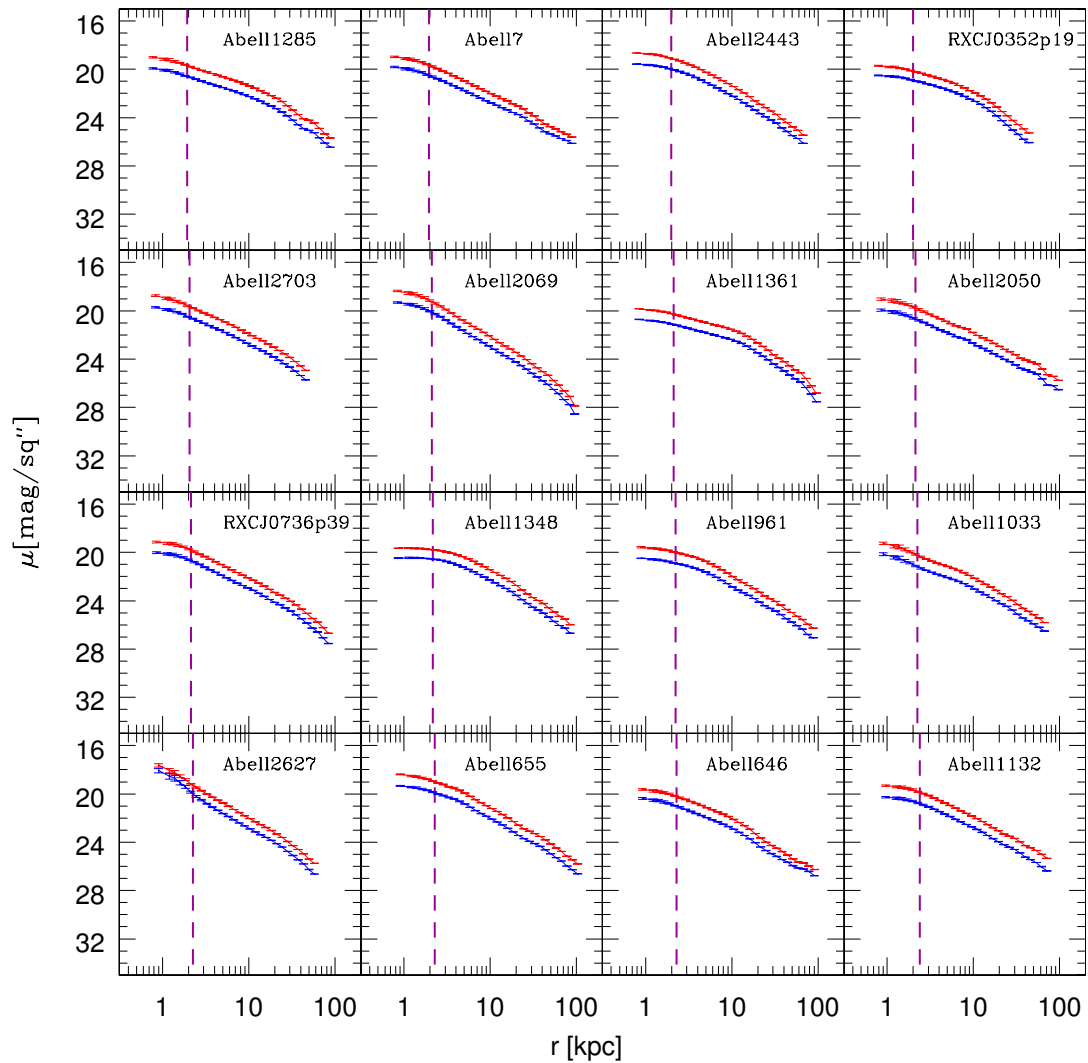 16 Abell1285 Abell7 Abell2443 RXCJ0352p19
20
24
28
32
16 Abell2703 Abell2069 Abell1361 Abell2050
20
24
28
32
μ[mag/sq″]
16 RXCJ0736p39 Abell1348 Abell961 Abell1033
20
24
28
32
16 Abell2627 Abell655 Abell646 Abell1132
20
24
28
32
1 10 100 1 10 100 1 10 100 1 10 100
r [kpc]